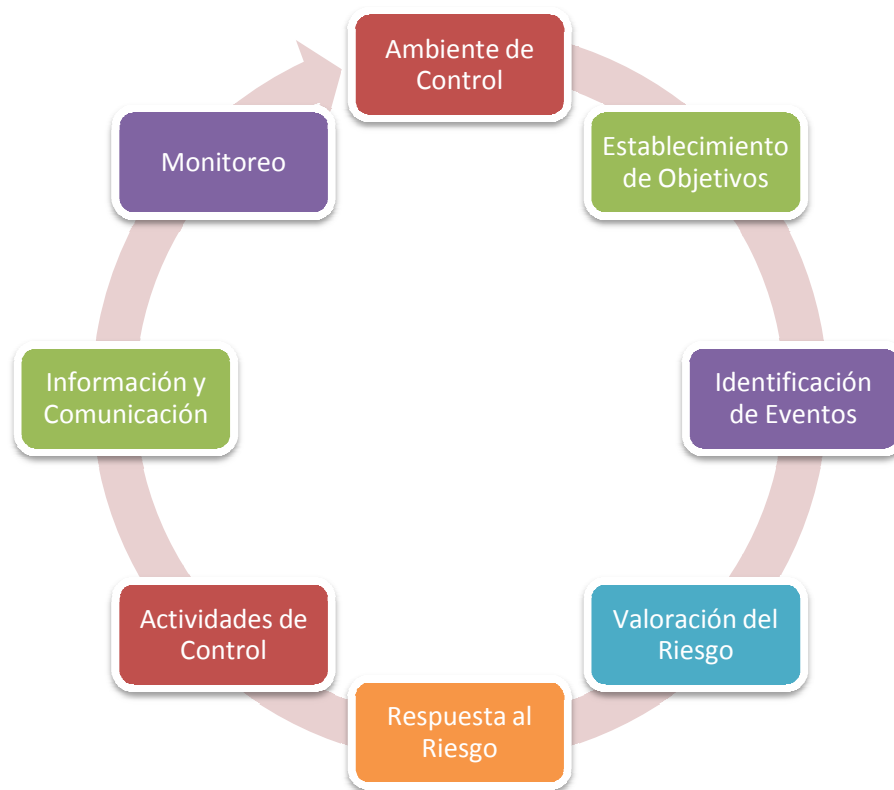 Ambiente de
Control
Establecimiento
de Objetivos
Identificación
de Eventos
Valoración del
Riesgo
Respuesta al
Riesgo
Actividades de
Control
Información y
Comunicación
Monitoreo